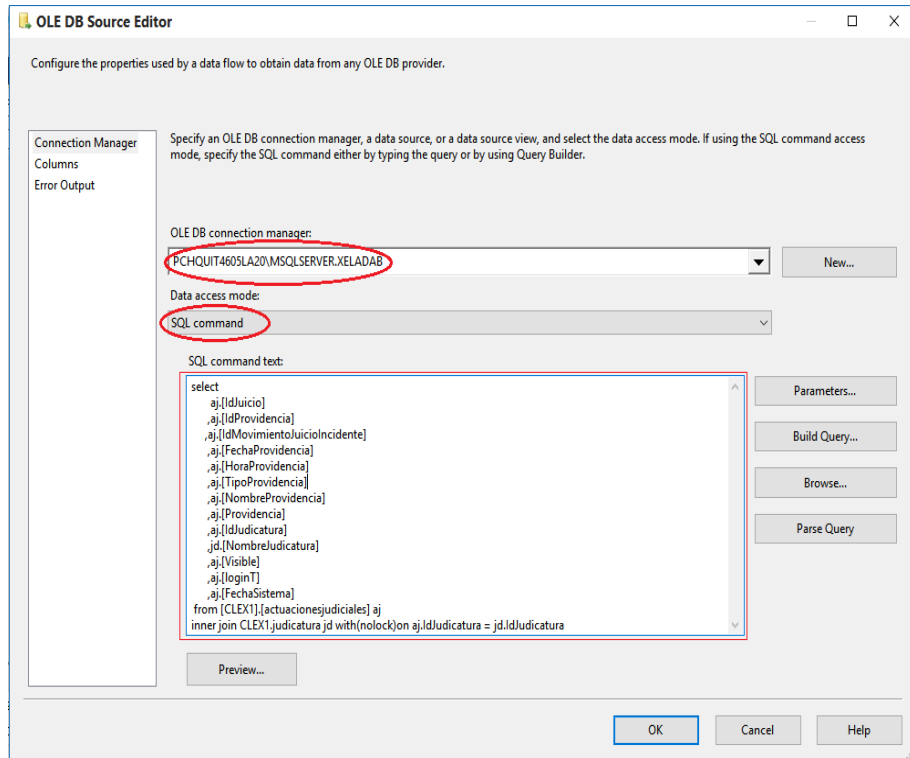 OLE DB Source Editor
Configure the properties used by a data flow to obtain data from any OLE DB provider.
Connection Manager
Columns
Error Output
Specify an OLE DB connection manager, a data source, or a data source view, and select the data access mode. If using the SQL command access
mode, specify the SQL command either by typing the query or by using Query Builder.
OLE DB connection manager:
PCHQUIT4605LA20\MSQLSERVER.XELADAB
New...
Data access mode:
SQL command
SQL command text:
select
aj.[IdJuicio]
,aj.[IdProvidencia]
,aj.[IdMovimientoJuicioIncidente]
,aj.[FechaProvidencia]
,aj.[HoraProvidencia]
,aj.[TipoProvidencia]
,aj.[NombreProvidencia]
,aj.[Providencia]
,aj.[IdJudicatura]
,jd.[NombreJudicatura]
,aj.[Visible]
,aj.[loginT]
,aj.[FechaSistema]
from [CLEX1].[actuacionesjudiciales] aj
inner join CLEX1.judicatura jd with(nolock)on aj.IdJudicatura = jd.IdJudicatura
Parameters...
Build Query...
Browse...
Parse Query
Preview...
OK
Cancel
Help